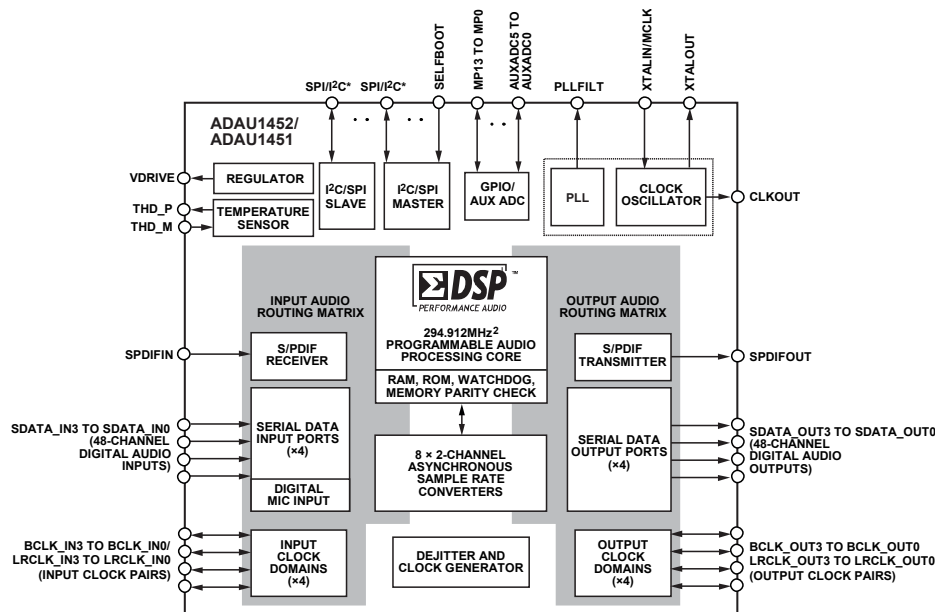 SPI/I²C*
SPI/I²C*
SELFBOOT
MP13 TO MP0
AUXADC5 TO
AUXADC0
PLLFILT
XTALIN/MCLK
XTALOUT
ADAU1452/
ADAU1451
VDRIVE
REGULATOR
THD_P
THD_M
TEMPERATURE
SENSOR
I²C/SPI
SLAVE
I²C/SPI
MASTER
GPIO/
AUX ADC
PLL
CLOCK
OSCILLATOR
CLKOUT
INPUT AUDIO
ROUTING MATRIX
ΣDSP™
PERFORMANCE AUDIO
294.912MHz²
PROGRAMMABLE AUDIO
PROCESSING CORE
RAM, ROM, WATCHDOG,
MEMORY PARITY CHECK
OUTPUT AUDIO
ROUTING MATRIX
SPDIFIN
S/PDIF
RECEIVER
S/PDIF
TRANSMITTER
SPDIFOUT
SDATA_IN3 TO SDATA_IN0
(48-CHANNEL
DIGITAL AUDIO
INPUTS)
SERIAL DATA
INPUT PORTS
(×4)
DIGITAL
MIC INPUT
8 × 2-CHANNEL
ASYNCHRONOUS
SAMPLE RATE
CONVERTERS
SERIAL DATA
OUTPUT PORTS
(×4)
SDATA_OUT3 TO SDATA_OUT0
(48-CHANNEL
DIGITAL AUDIO
OUTPUTS)
BCLK_IN3 TO BCLK_IN0/
LRCLK_IN3 TO LRCLK_IN0
(INPUT CLOCK PAIRS)
INPUT
CLOCK
DOMAINS
(×4)
DEJITTER AND
CLOCK GENERATOR
OUTPUT
CLOCK
DOMAINS
(×4)
BCLK_OUT3 TO BCLK_OUT0
LRCLK_OUT3 TO LRCLK_OUT0
(OUTPUT CLOCK PAIRS)